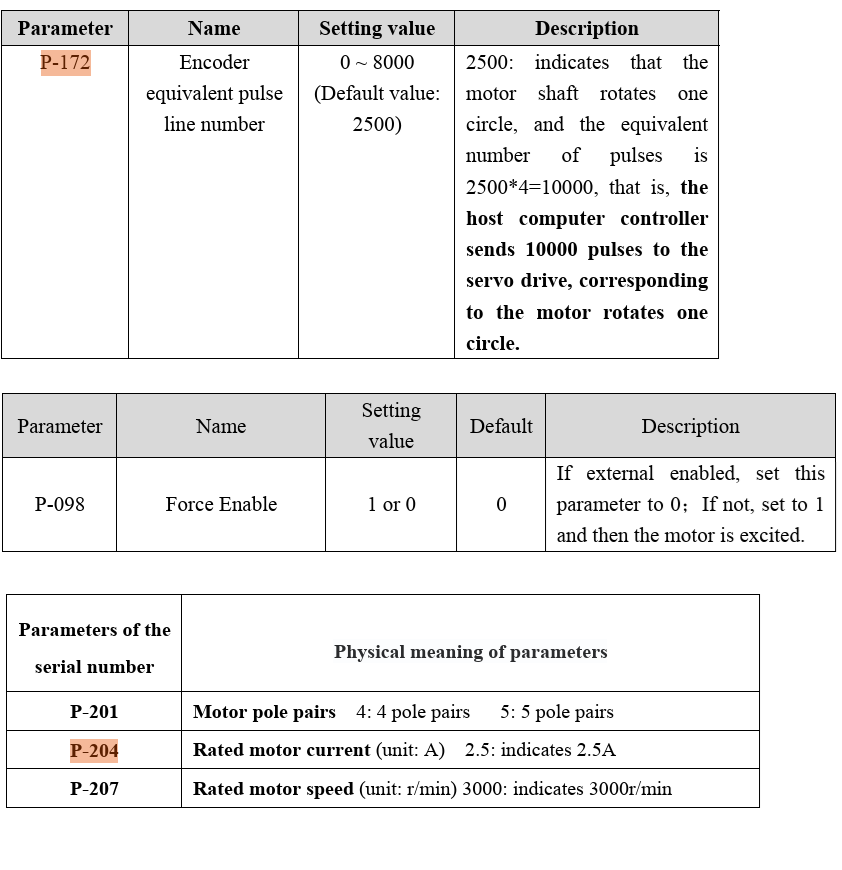 Parameter Name Setting value Description
P-172 Encoder 0 ~ 8000 2500: indicates that the
equivalent pulse (Default value: motor shaft rotates one
line number 2500) circle, and the equivalent
number of pulses is
2500*4=10000, that is, the
host computer controller
sends 10000 pulses to the
servo drive, corresponding
to the motor rotates one
circle.
Parameter Name Setting value Default Description
If external enabled, set this
P-098 Force Enable 1 or 0 0 parameter to 0；If not, set to 1
and then the motor is excited.
Parameters of the
serial number
Physical meaning of parameters
P-201 Motor pole pairs 4: 4 pole pairs 5: 5 pole pairs
P-204 Rated motor current (unit: A) 2.5: indicates 2.5A
P-207 Rated motor speed (unit: r/min) 3000: indicates 3000r/min